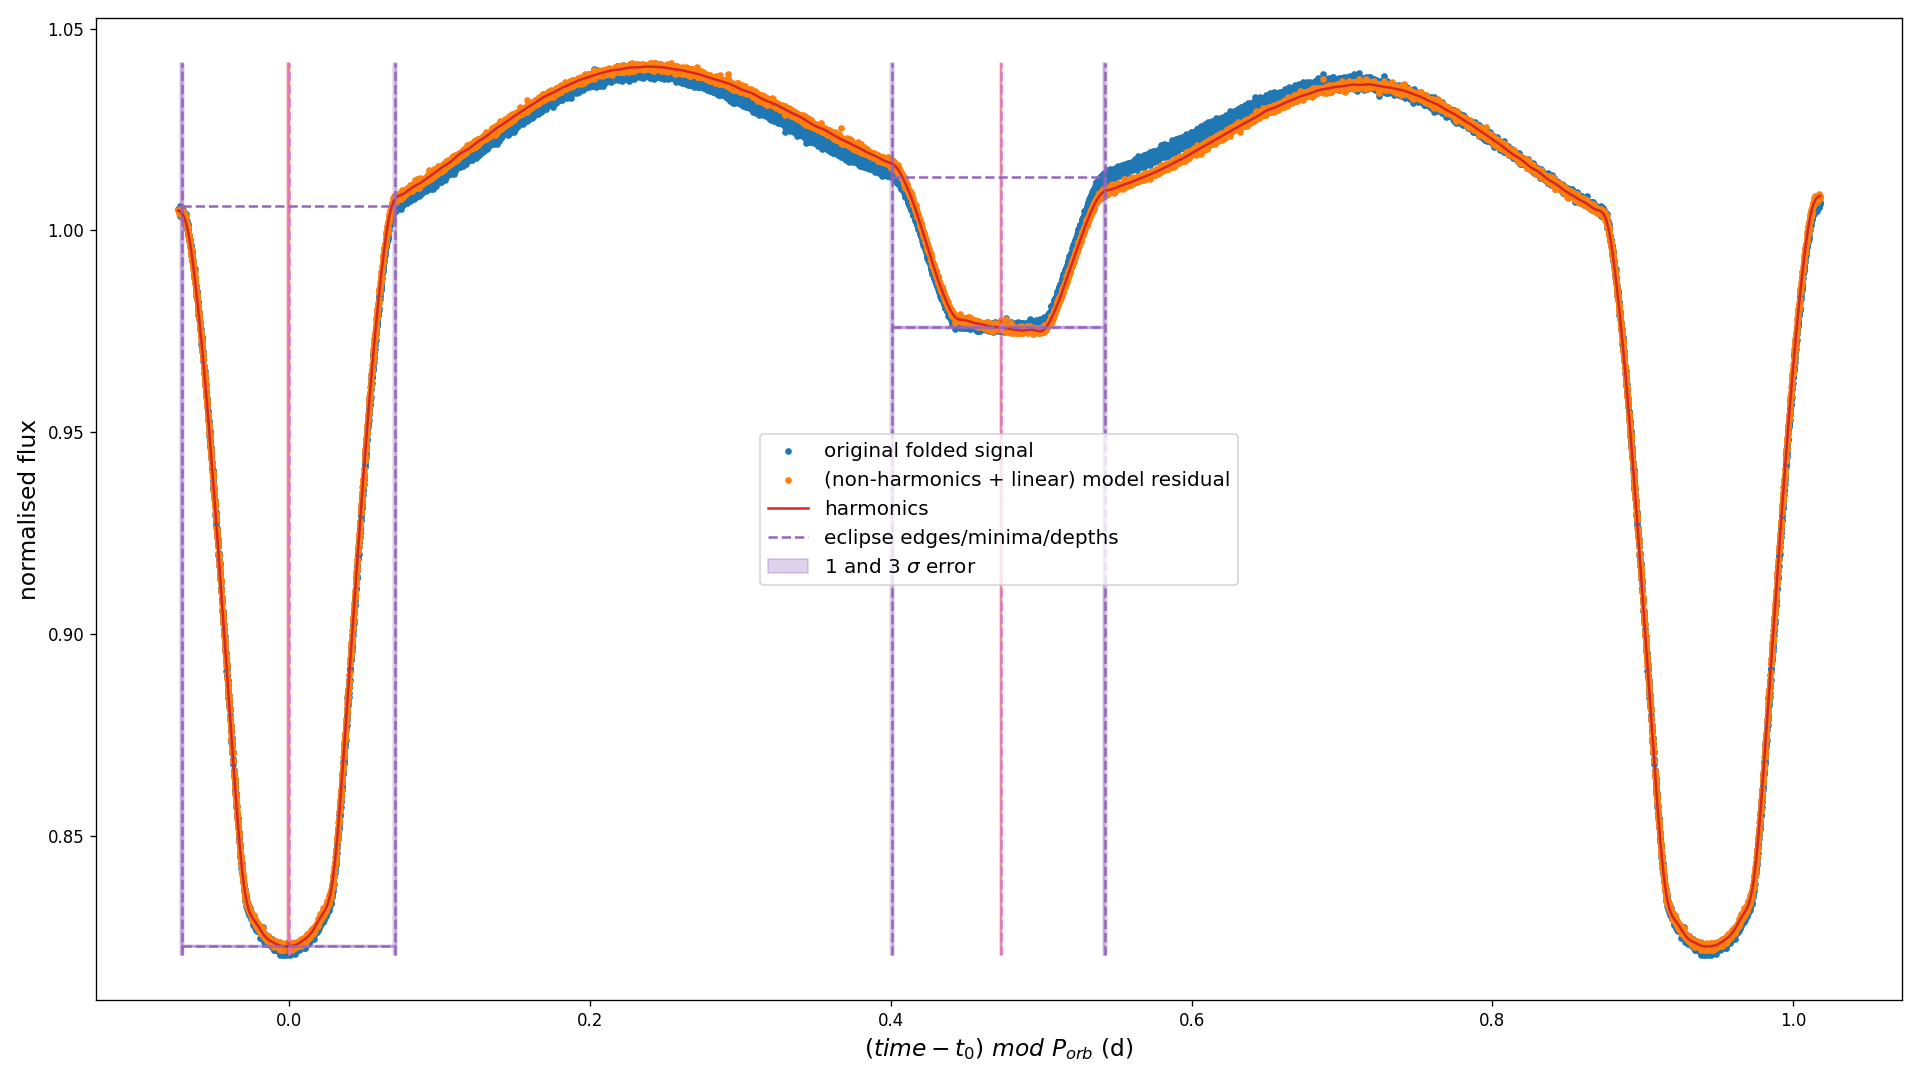 1.05
1.00
0.95
0.90
0.85
normalised flux
original folded signal
(non-harmonics + linear) model residual
harmonics
eclipse edges/minima/depths
1 and 3 σ error
0.0 0.2 0.4 0.6 0.8 1.0
(time − t₀) mod Pₒᵣb (d)